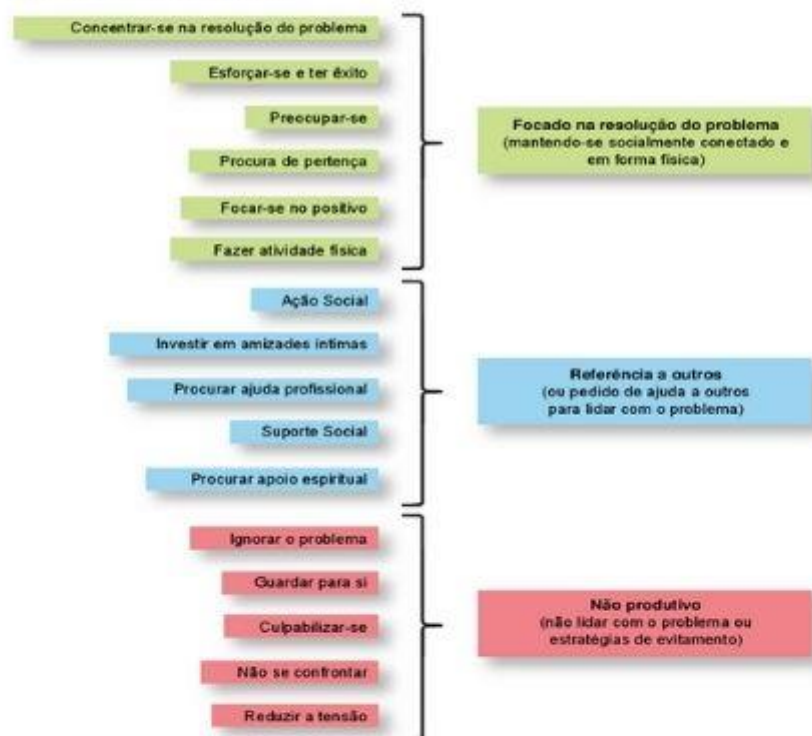 Concentrar-se na resolução do problema
Esforçar-se e ter êxito
Preocupar-se
Procura de pertença
Focar-se no positivo
Fazer atividade física
Focado na resolução do problema
(mantendo-se socialmente conectado e
em forma física)
Ação Social
Investir em amizades íntimas
Procurar ajuda profissional
Suporte Social
Procurar apoio espiritual
Referência a outros
(ou pedido de ajuda a outros
para lidar com o problema)
Ignorar o problema
Guardar para si
Culpabilizar-se
Não se confrontar
Reduzir a tensão
Não produtivo
(não lidar com o problema ou
estratégias de evitamento)